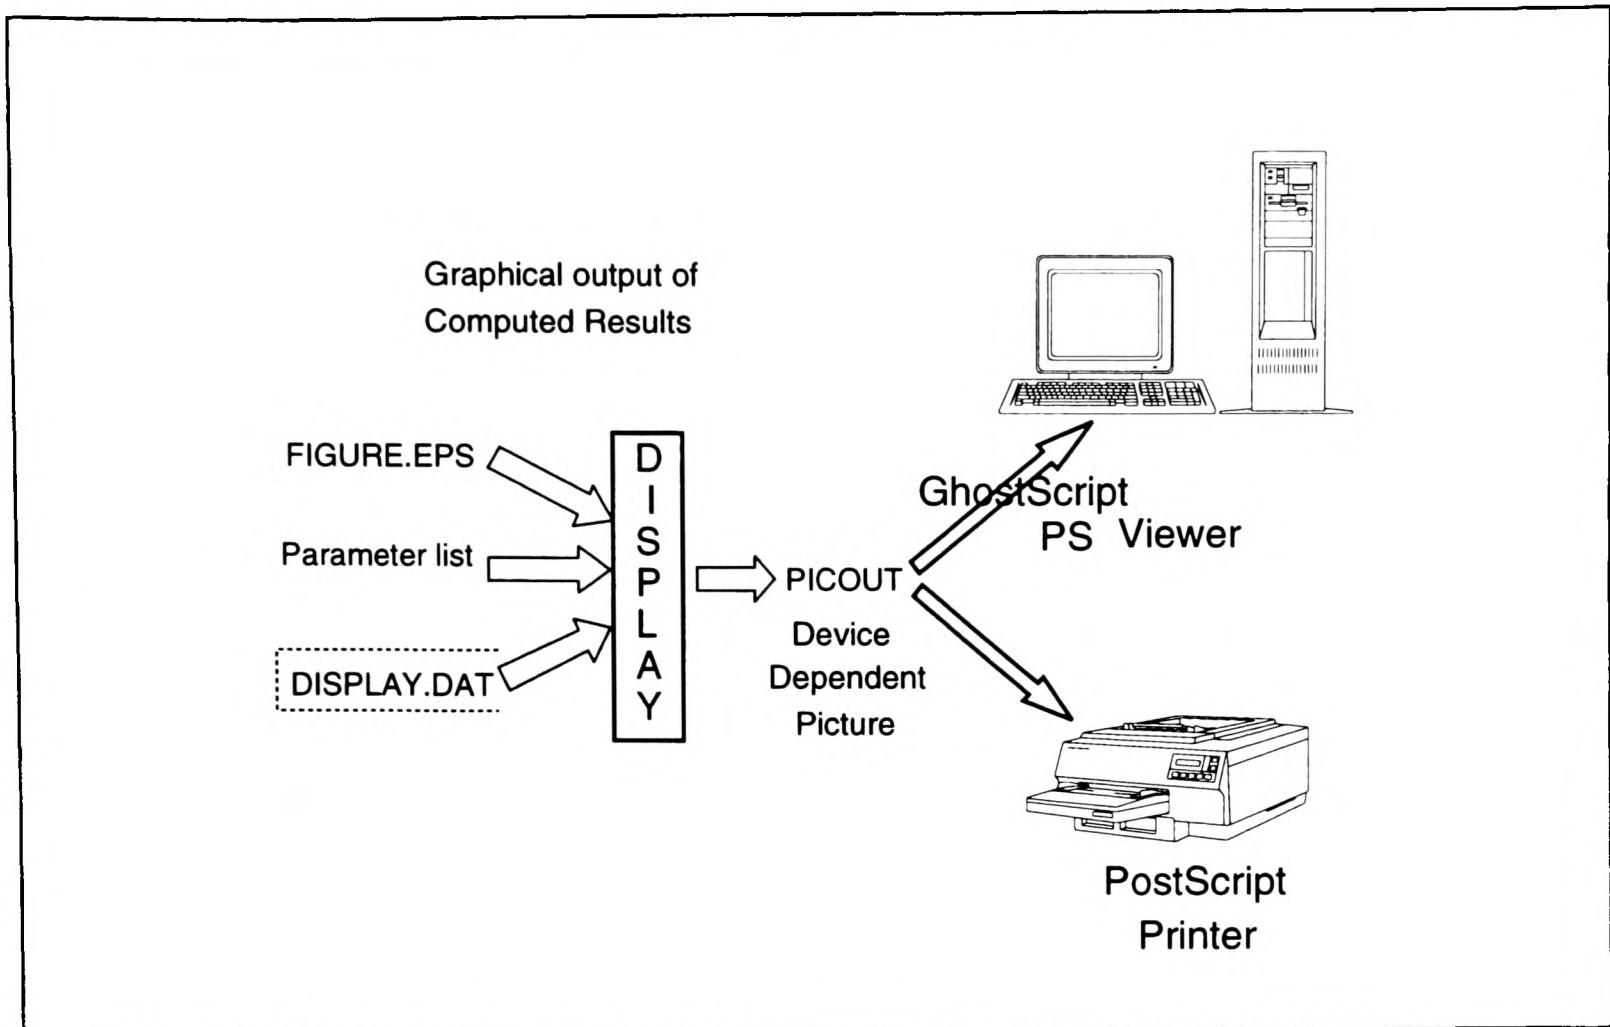 Graphical output of
Computed Results
FIGURE.EPS
Parameter list
DISPLAY.DAT
DISPLAY
PICOUT
Device
Dependent
Picture
GhostScript
PS Viewer
PostScript
Printer